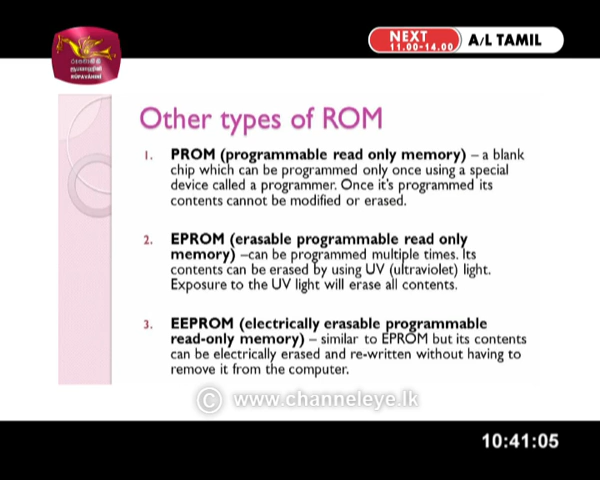 NEXT
11.00-14.00
A/L TAMIL
Other types of ROM
1. PROM (programmable read only memory) – a blank
chip which can be programmed only once using a special
device called a programmer. Once it's programmed its
contents cannot be modified or erased.
2. EPROM (erasable programmable read only
memory) –can be programmed multiple times. Its
contents can be erased by using UV (ultraviolet) light.
Exposure to the UV light will erase all contents.
3. EEPROM (electrically erasable programmable
read-only memory) – similar to EPROM but its contents
can be electrically erased and re-written without having to
remove it from the computer.
© www.channeleye.lk
10:41:05